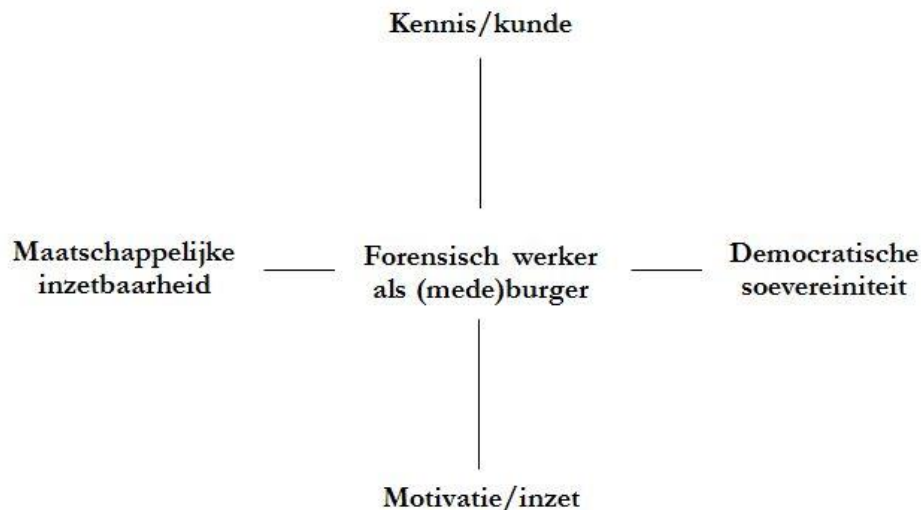 Kennis/kunde
Maatschappelijke
inzetbaarheid
Forensisch werker
als (mede)burger
Democratische
soevereiniteit
Motivatie/inzet